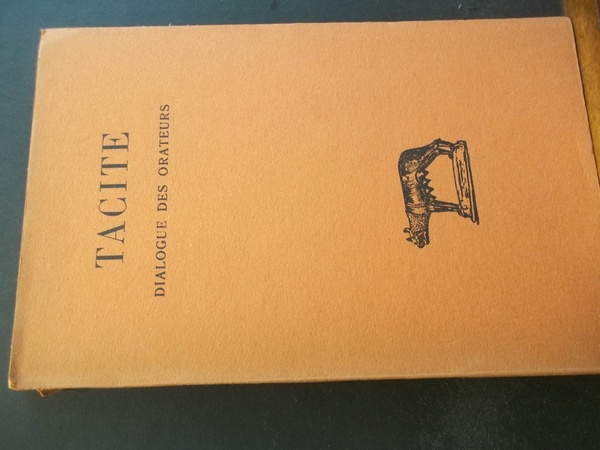 TACITE
DIALOGUE DES ORATEURS